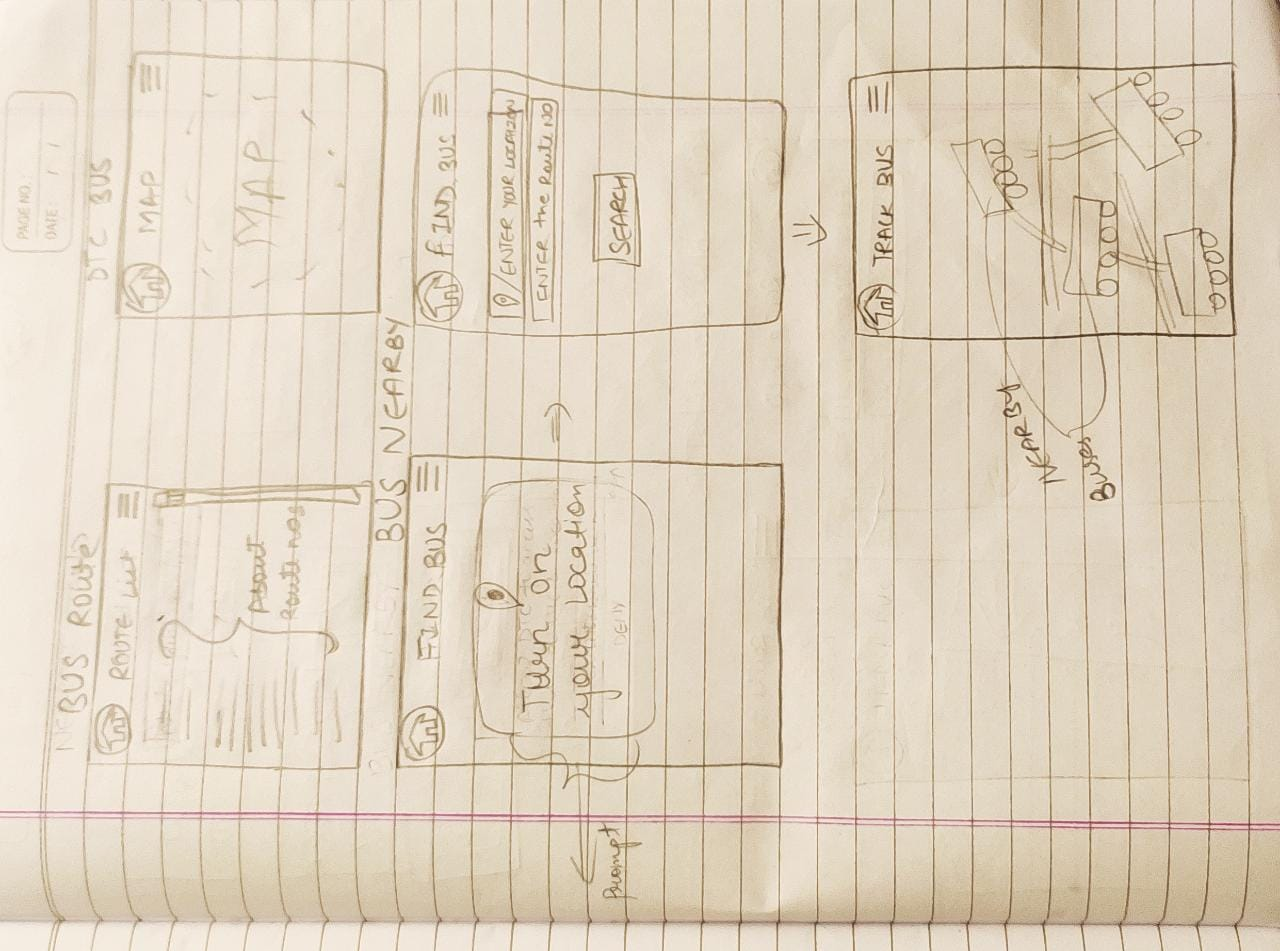 PAGE NO.:
DATE: / /
BUS ROUTE
DTC BUS
ROUTE LIST
About
Route nos
MAP
MAP
BUS NEARBY
FIND BUS
Turn on
your Location
Prompt
FIND BUS
ENTER YOUR LOCATION
ENTER the Route NO
SEARCH
TRACK BUS
NEARBY
Buses